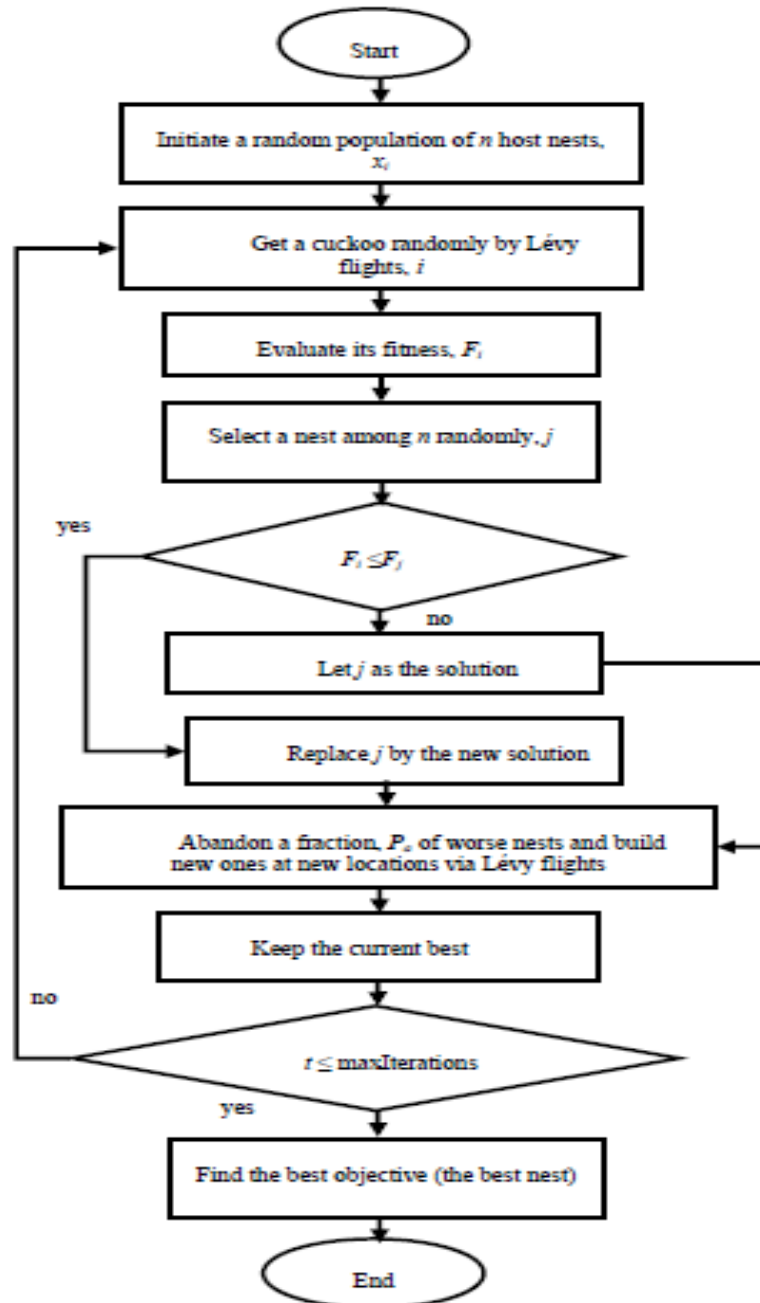 Start
Initiate a random population of n host nests,
xᵢ
Get a cuckoo randomly by Lévy
flights, i
Evaluate its fitness, Fᵢ
Select a nest among n randomly, j
yes
Fᵢ ≤Fⱼ
no
Let j as the solution
Replace j by the new solution
Abandon a fraction, Pₐ of worse nests and build
new ones at new locations via Lévy flights
Keep the current best
no
t ≤ maxIterations
yes
Find the best objective (the best nest)
End